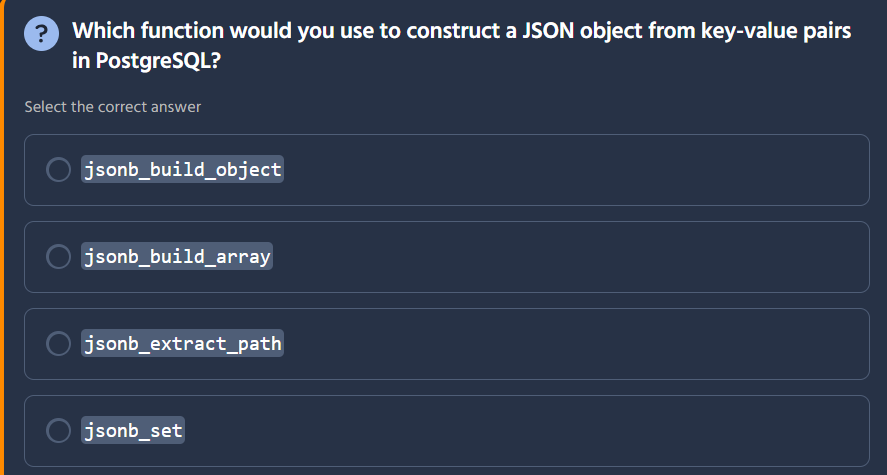 ?
Which function would you use to construct a JSON object from key-value pairs
in PostgreSQL?
Select the correct answer
jsonb_build_object
jsonb_build_array
jsonb_extract_path
jsonb_set